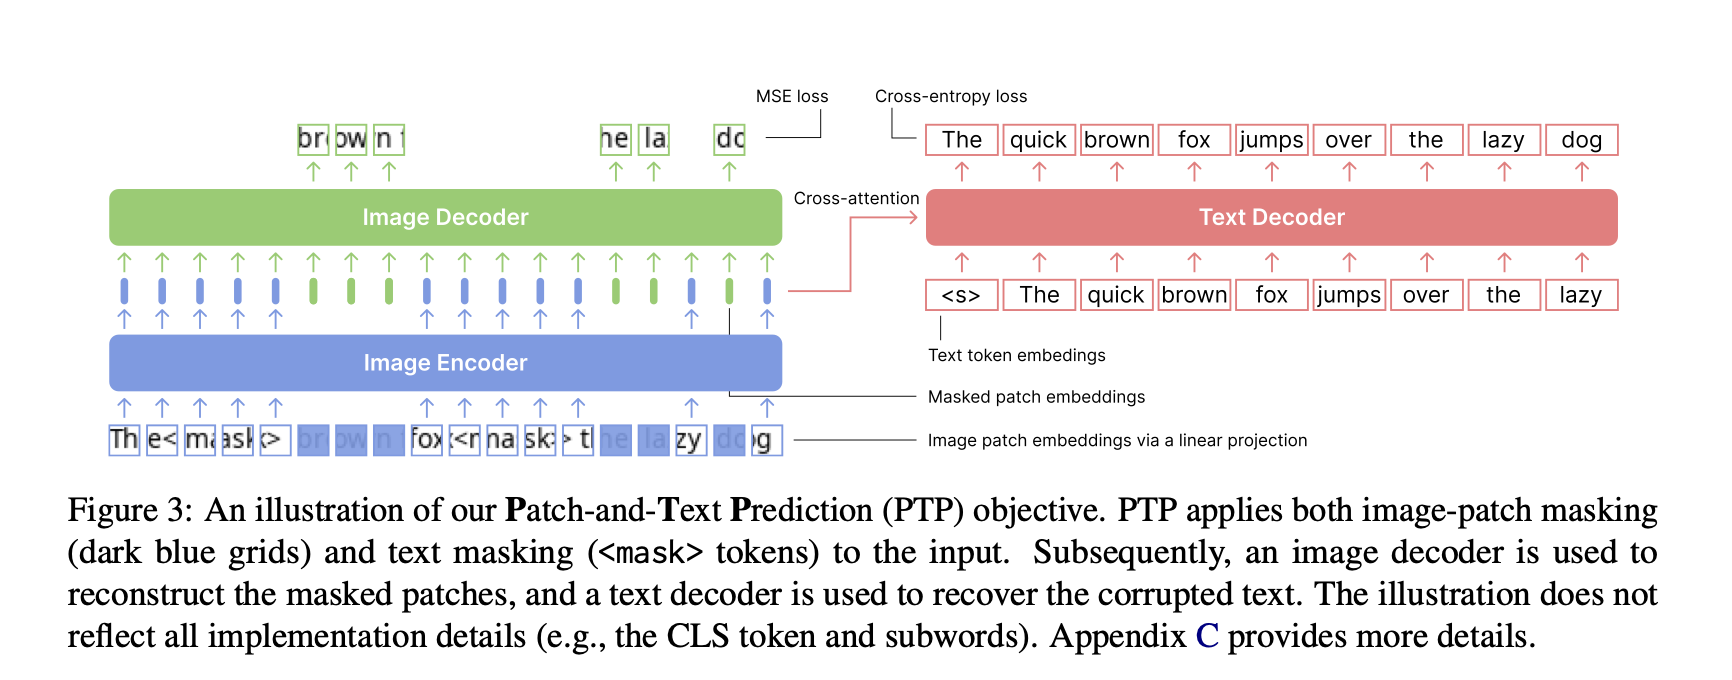 MSE loss
Cross-entropy loss
br ow n f he la do
The quick brown fox jumps over the lazy dog
Image Decoder
Cross-attention
Text Decoder
<s> The quick brown fox jumps over the lazy
Image Encoder
Text token embedings
Masked patch embeddings
Th e< ma ask k> br ow n f fox <n na sk > t he la zy do og
Image patch embeddings via a linear projection
Figure 3: An illustration of our Patch-and-Text Prediction (PTP) objective. PTP applies both image-patch masking
(dark blue grids) and text masking (<mask> tokens) to the input. Subsequently, an image decoder is used to
reconstruct the masked patches, and a text decoder is used to recover the corrupted text. The illustration does not
reflect all implementation details (e.g., the CLS token and subwords). Appendix C provides more details.